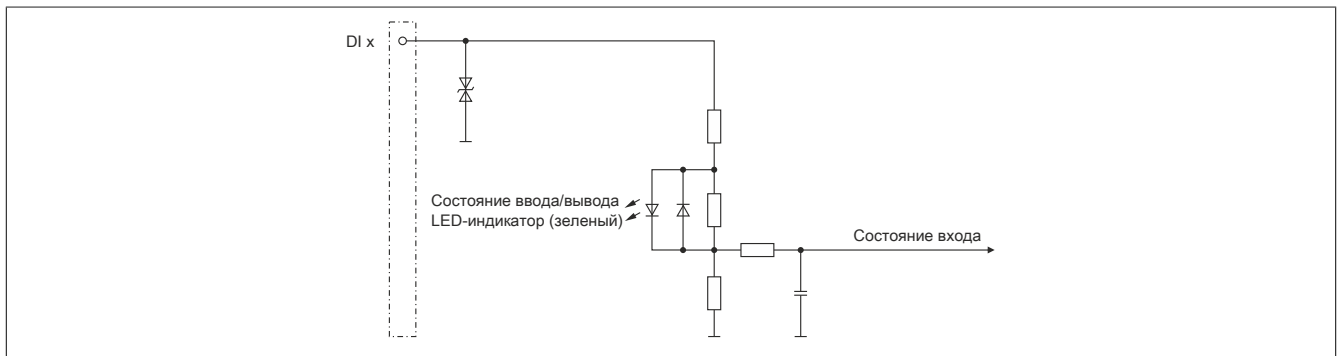 DI x
Состояние ввода/вывода
LED-индикатор (зеленый)
Состояние входа